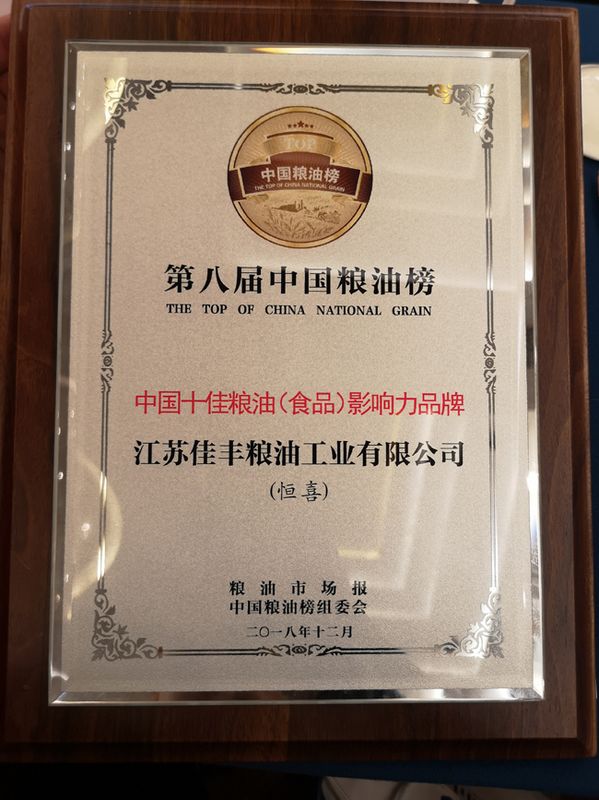 TOP
中国粮油榜
THE TOP OF CHINA NATIONAL GRAIN
第八届中国粮油榜
THE TOP OF CHINA NATIONAL GRAIN
中国十佳粮油(食品)影响力品牌
江苏佳丰粮油工业有限公司
(恒喜)
粮油市场报
中国粮油榜组委会
二〇一八年十二月